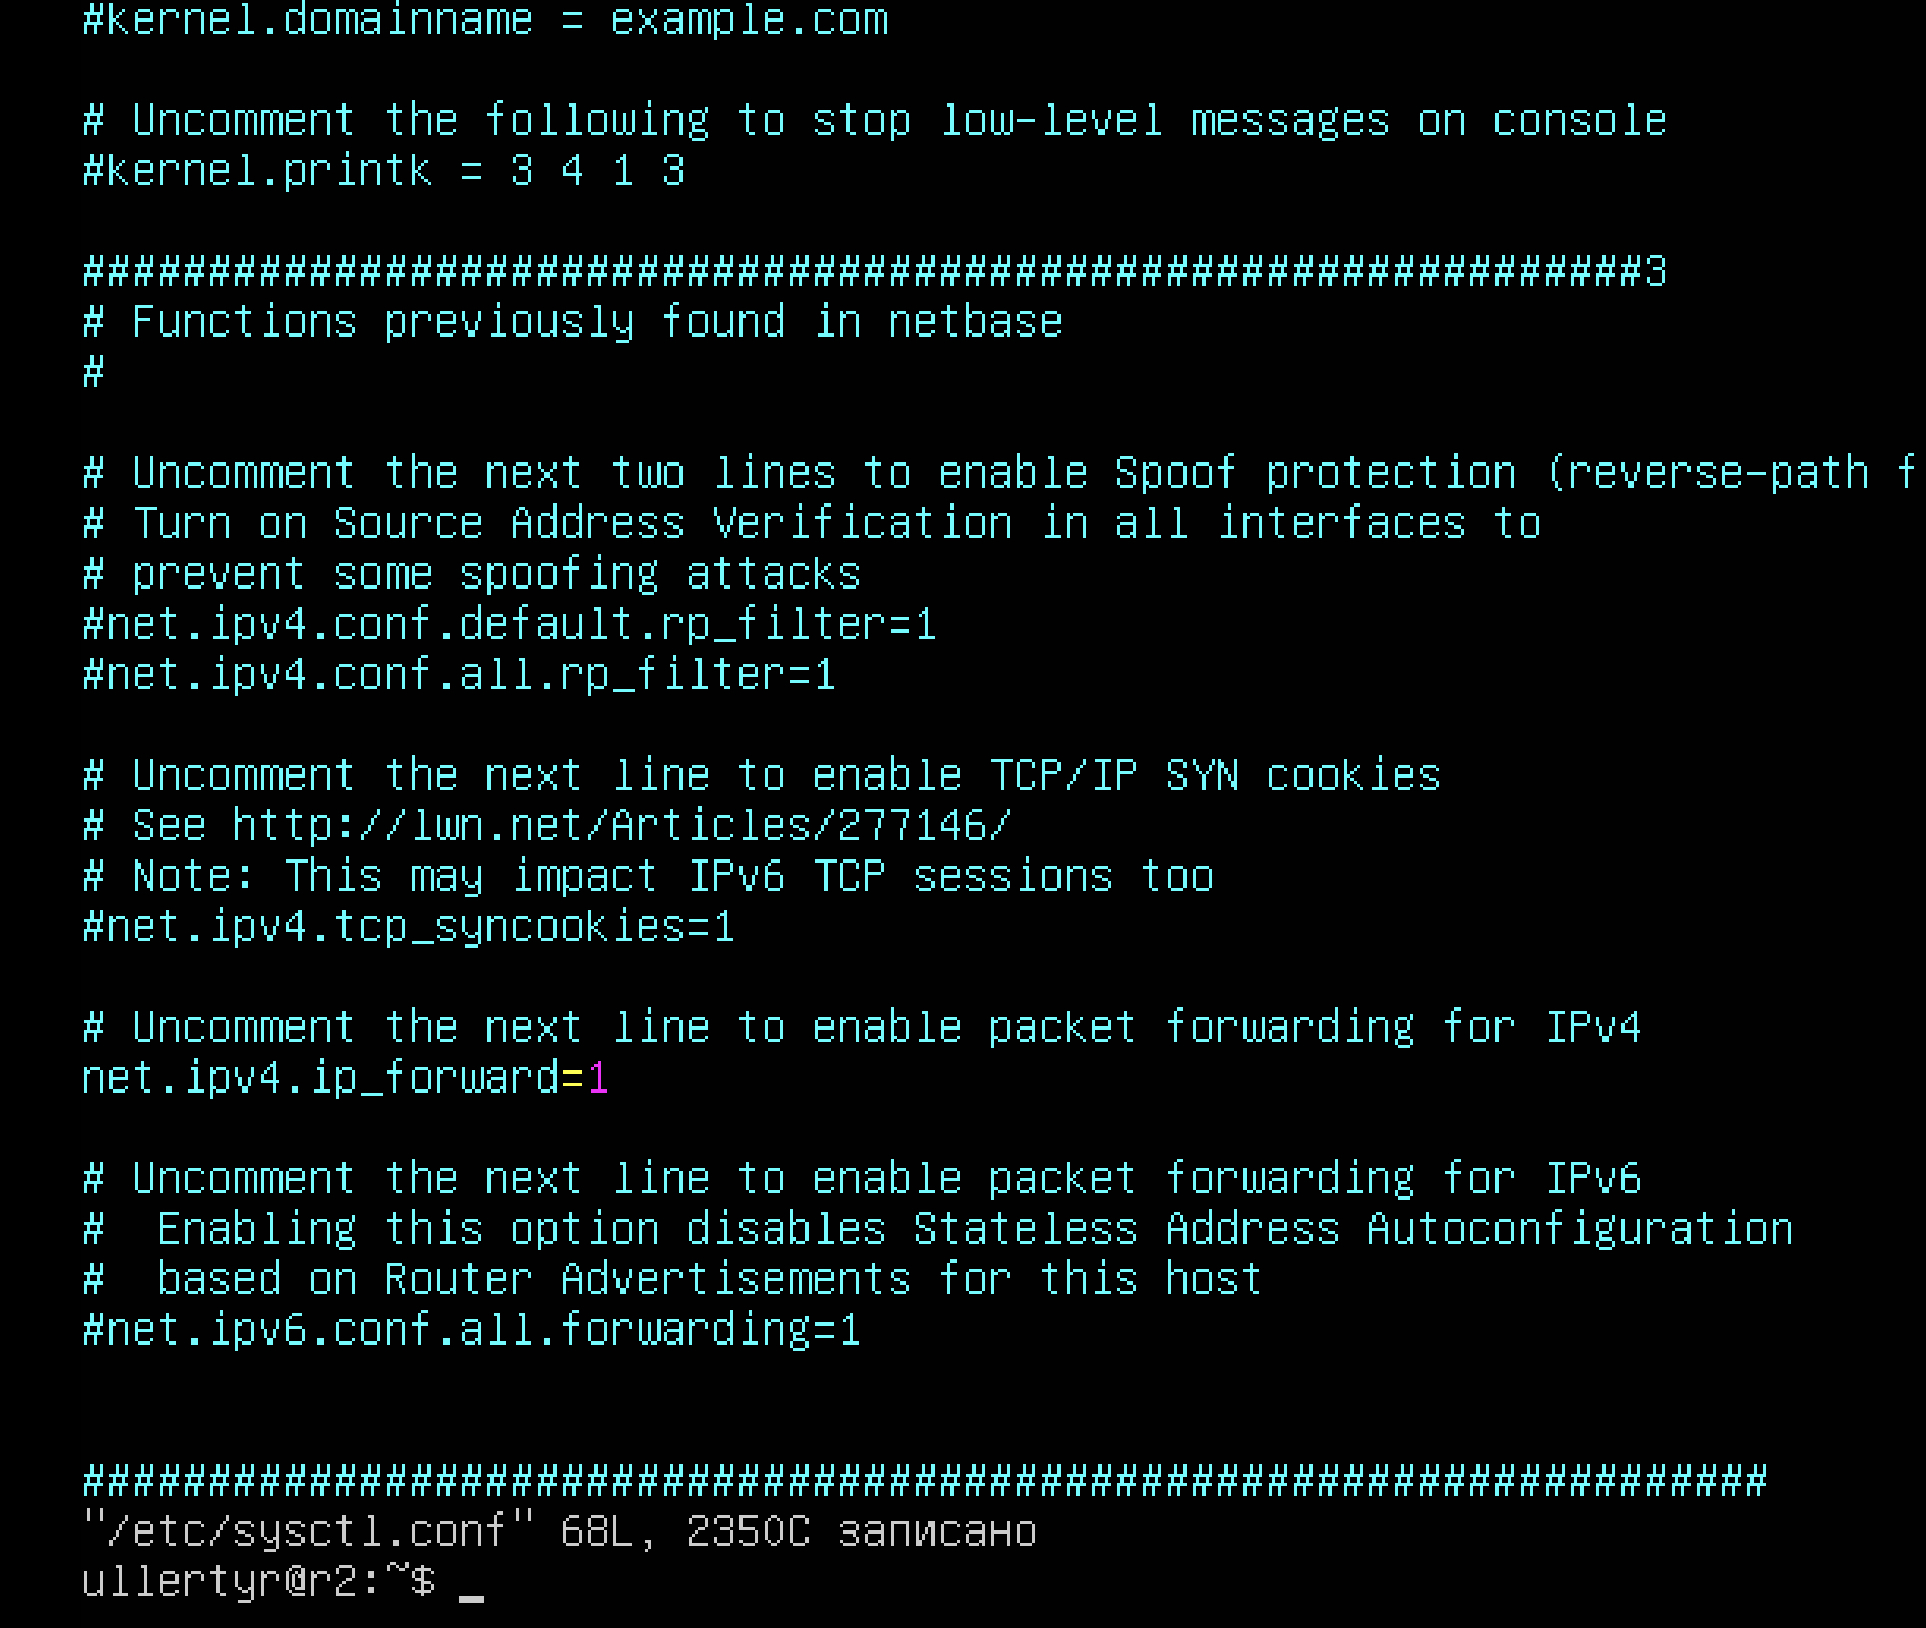 #kernel.domainname = example.com
# Uncomment the following to stop low-level messages on console
#kernel.printk = 3 4 1 3
##############################################################3
# Functions previously found in netbase
#
# Uncomment the next two lines to enable Spoof protection (reverse-path f
# Turn on Source Address Verification in all interfaces to
# prevent some spoofing attacks
#net.ipv4.conf.default.rp_filter=1
#net.ipv4.conf.all.rp_filter=1
# Uncomment the next line to enable TCP/IP SYN cookies
# See http://lwn.net/Articles/277146/
# Note: This may impact IPv6 TCP sessions too
#net.ipv4.tcp_syncookies=1
# Uncomment the next line to enable packet forwarding for IPv4
net.ipv4.ip_forward=1
# Uncomment the next line to enable packet forwarding for IPv6
#  Enabling this option disables Stateless Address Autoconfiguration
#  based on Router Advertisements for this host
#net.ipv6.conf.all.forwarding=1
###################################################################
"/etc/sysctl.conf" 68L, 2350C записано
ullertyr@r2:~$ _